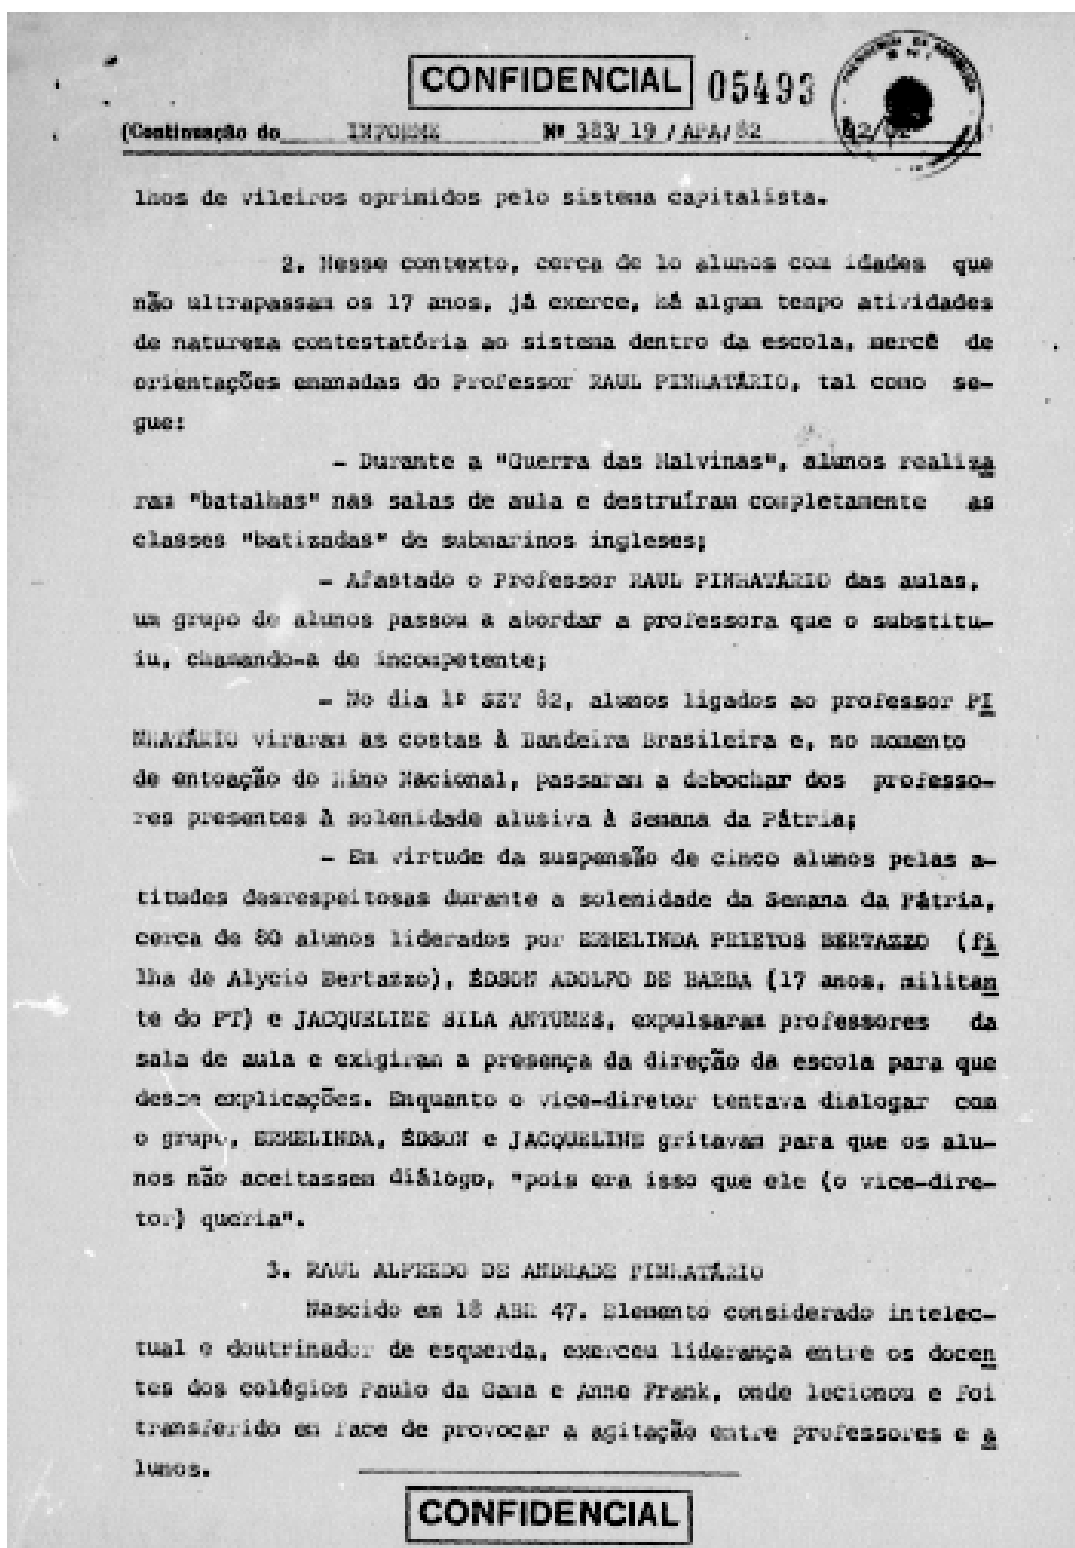 CONFIDENCIAL 05493
(Continuação do INFORME Nº 383/19/APA/82
lhos de vileiros oprimidos pelo sistema capitalista.
2. Nesse contexto, cerca de lo alunos com idades que
não ultrapassam os 17 anos, já exerce, há algum tempo atividades
de natureza contestatória ao sistema dentro da escola, mercê de
orientações emanadas do Professor RAUL PINHATÁRIO, tal como se-
gue:
- Durante a "Guerra das Malvinas", alunos realiza
ram "batalhas" nas salas de aula e destruíram completamente as
classes "batizadas" de submarinos ingleses;
- Afastado o Professor RAUL PINHATÁRIO das aulas,
um grupo de alunos passou a abordar a professora que o substitu-
iu, chamando-a de incompetente;
- No dia 1º SET 82, alunos ligados ao professor PI
NHATÁRIO viraram as costas à Bandeira Brasileira e, no momento
de entoação do Hino Nacional, passaram a debochar dos professo-
res presentes à solenidade alusiva à Semana da Pátria;
- Em virtude da suspensão de cinco alunos pelas a-
titudes desrespeitosas durante a solenidade da Semana da Pátria,
cerca de 80 alunos liderados por ERMELINDA PRIETOS BERTAZZO (fi
lha de Alycio Bertazzo), ÉDSON ADOLFO DE BARBA (17 anos, militan
te do PT) e JACQUELINE SILA ANTUNES, expulsaram professores da
sala de aula e exigiram a presença da direção da escola para que
desse explicações. Enquanto o vice-diretor tentava dialogar com
o grupo, ERMELINDA, ÉDSON e JACQUELINE gritavam para que os alu-
nos não aceitassem diálogo, "pois era isso que ele (o vice-dire-
tor) queria".
3. RAUL ALFREDO DE ANDRADE PINHATÁRIO
Nascido em 18 ABR 47. Elemento considerado intelec-
tual e doutrinador de esquerda, exerceu liderança entre os docen
tes dos colégios Paulo da Gama e Anne Frank, onde lecionou e foi
transferido em face de provocar a agitação entre professores e a
lunos.
CONFIDENCIAL